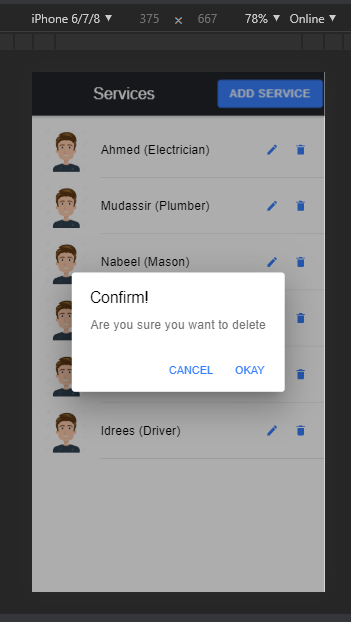 iPhone 6/7/8 ▼ 375 × 667 78% ▼ Online ▼
Services ADD SERVICE
Ahmed (Electrician)
Mudassir (Plumber)
Nabeel (Mason)
Confirm!
Are you sure you want to delete
CANCEL OKAY
Idrees (Driver)